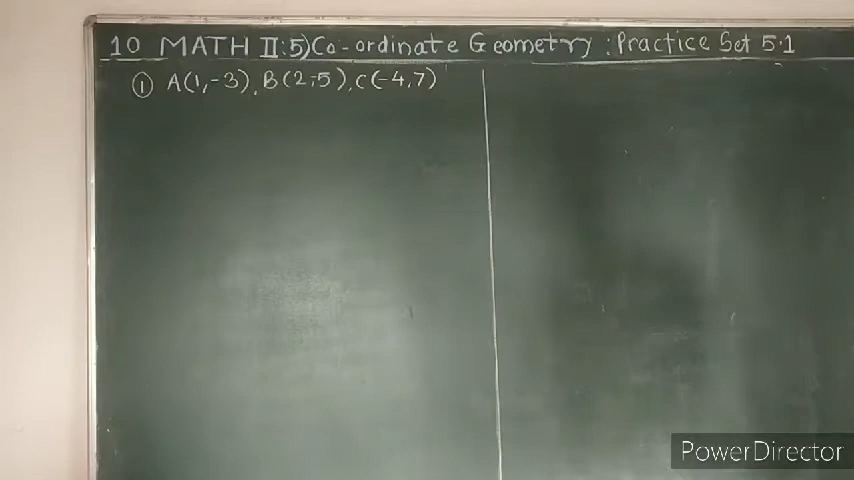 10 MATH II:5)Co-ordinate Geometry: Practice Set 5.1
① A(1,-3), B(2,-5), C(-4,7)
PowerDirector